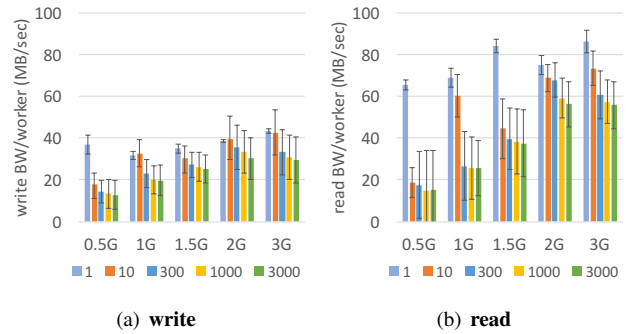 write BW/worker (MB/sec)
100
80
60
40
20
0
0.5G 1G 1.5G 2G 3G
1 10 300 1000 3000
(a) write
read BW/worker (MB/sec)
100
80
60
40
20
0
0.5G 1G 1.5G 2G 3G
1 10 300 1000 3000
(b) read